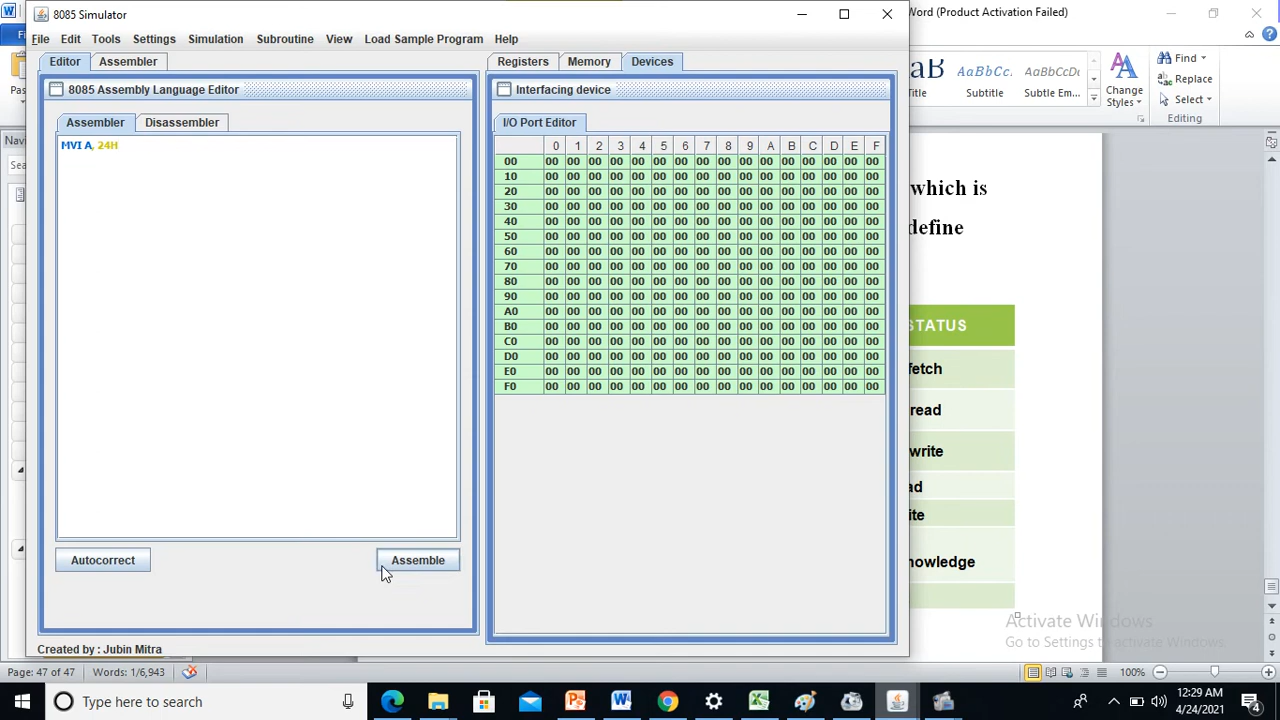 8085 Simulator
Word (Product Activation Failed)
File Edit Tools Settings Simulation Subroutine View Load Sample Program Help
Editor Assembler
Registers Memory Devices
8085 Assembly Language Editor
Interfacing device
Assembler Disassembler
I/O Port Editor
MVI A, 24H
0 1 2 3 4 5 6 7 8 9 A B C D E F
00 00 00 00 00 00 00 00 00 00 00 00 00 00 00 00 00
10 00 00 00 00 00 00 00 00 00 00 00 00 00 00 00 00
20 00 00 00 00 00 00 00 00 00 00 00 00 00 00 00 00
30 00 00 00 00 00 00 00 00 00 00 00 00 00 00 00 00
40 00 00 00 00 00 00 00 00 00 00 00 00 00 00 00 00
50 00 00 00 00 00 00 00 00 00 00 00 00 00 00 00 00
60 00 00 00 00 00 00 00 00 00 00 00 00 00 00 00 00
70 00 00 00 00 00 00 00 00 00 00 00 00 00 00 00 00
80 00 00 00 00 00 00 00 00 00 00 00 00 00 00 00 00
90 00 00 00 00 00 00 00 00 00 00 00 00 00 00 00 00
A0 00 00 00 00 00 00 00 00 00 00 00 00 00 00 00 00
B0 00 00 00 00 00 00 00 00 00 00 00 00 00 00 00 00
C0 00 00 00 00 00 00 00 00 00 00 00 00 00 00 00 00
D0 00 00 00 00 00 00 00 00 00 00 00 00 00 00 00 00
E0 00 00 00 00 00 00 00 00 00 00 00 00 00 00 00 00
F0 00 00 00 00 00 00 00 00 00 00 00 00 00 00 00 00
Autocorrect Assemble
Created by : Jubin Mitra
aB AaBbCc. AaBbCcDc
Title Subtitle Subtle Em...
Change
Styles
Find
Replace
Select
Editing
which is
define
STATUS
fetch
read
write
ad
ite
nowledge
Activate Windows
Go to Settings to activate Windows.
Page: 47 of 47 Words: 1/6,943 100%
Type here to search
12:29 AM
4/24/2021
4